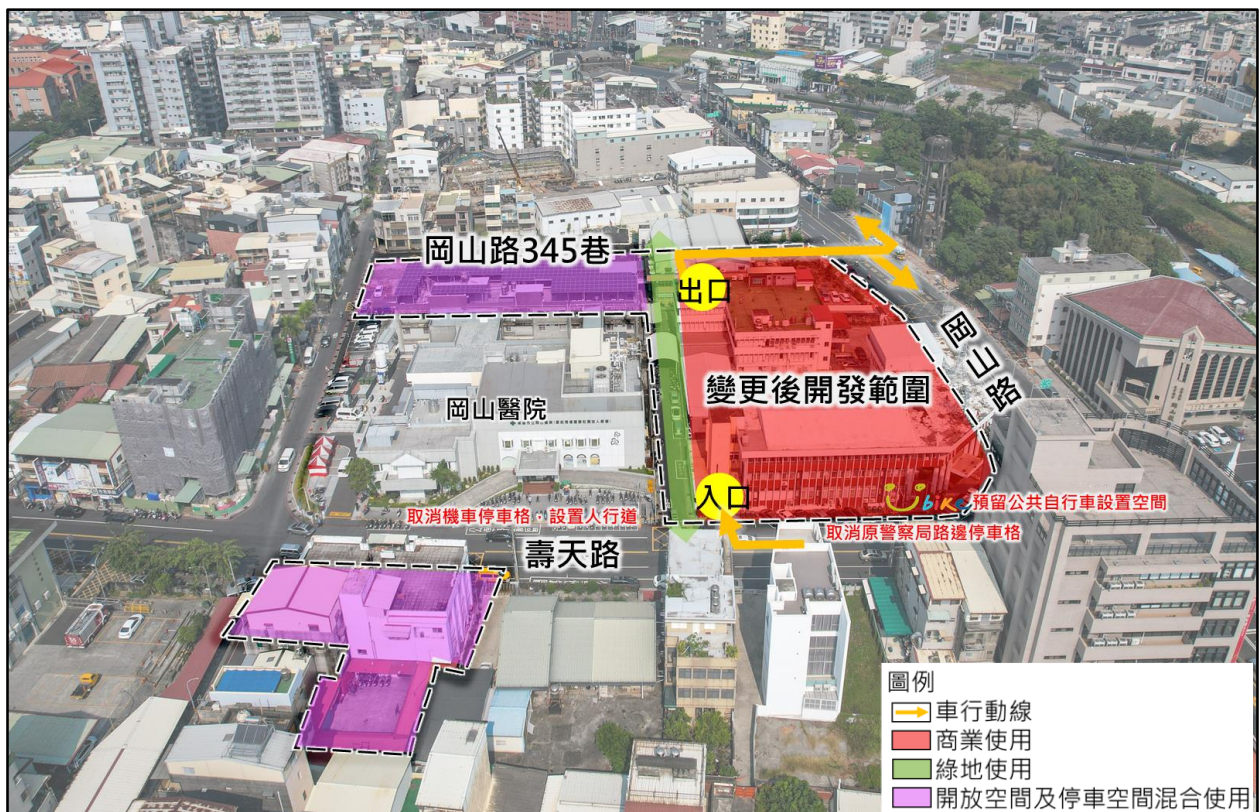 岡山路345巷
出口
岡山路
變更後開發範圍
岡山醫院
入口
Ubike 預留公共自行車設置空間
取消機車停車格，設置人行道
取消原警察局路邊停車格
壽天路
圖例
車行動線
商業使用
綠地使用
開放空間及停車空間混合使用